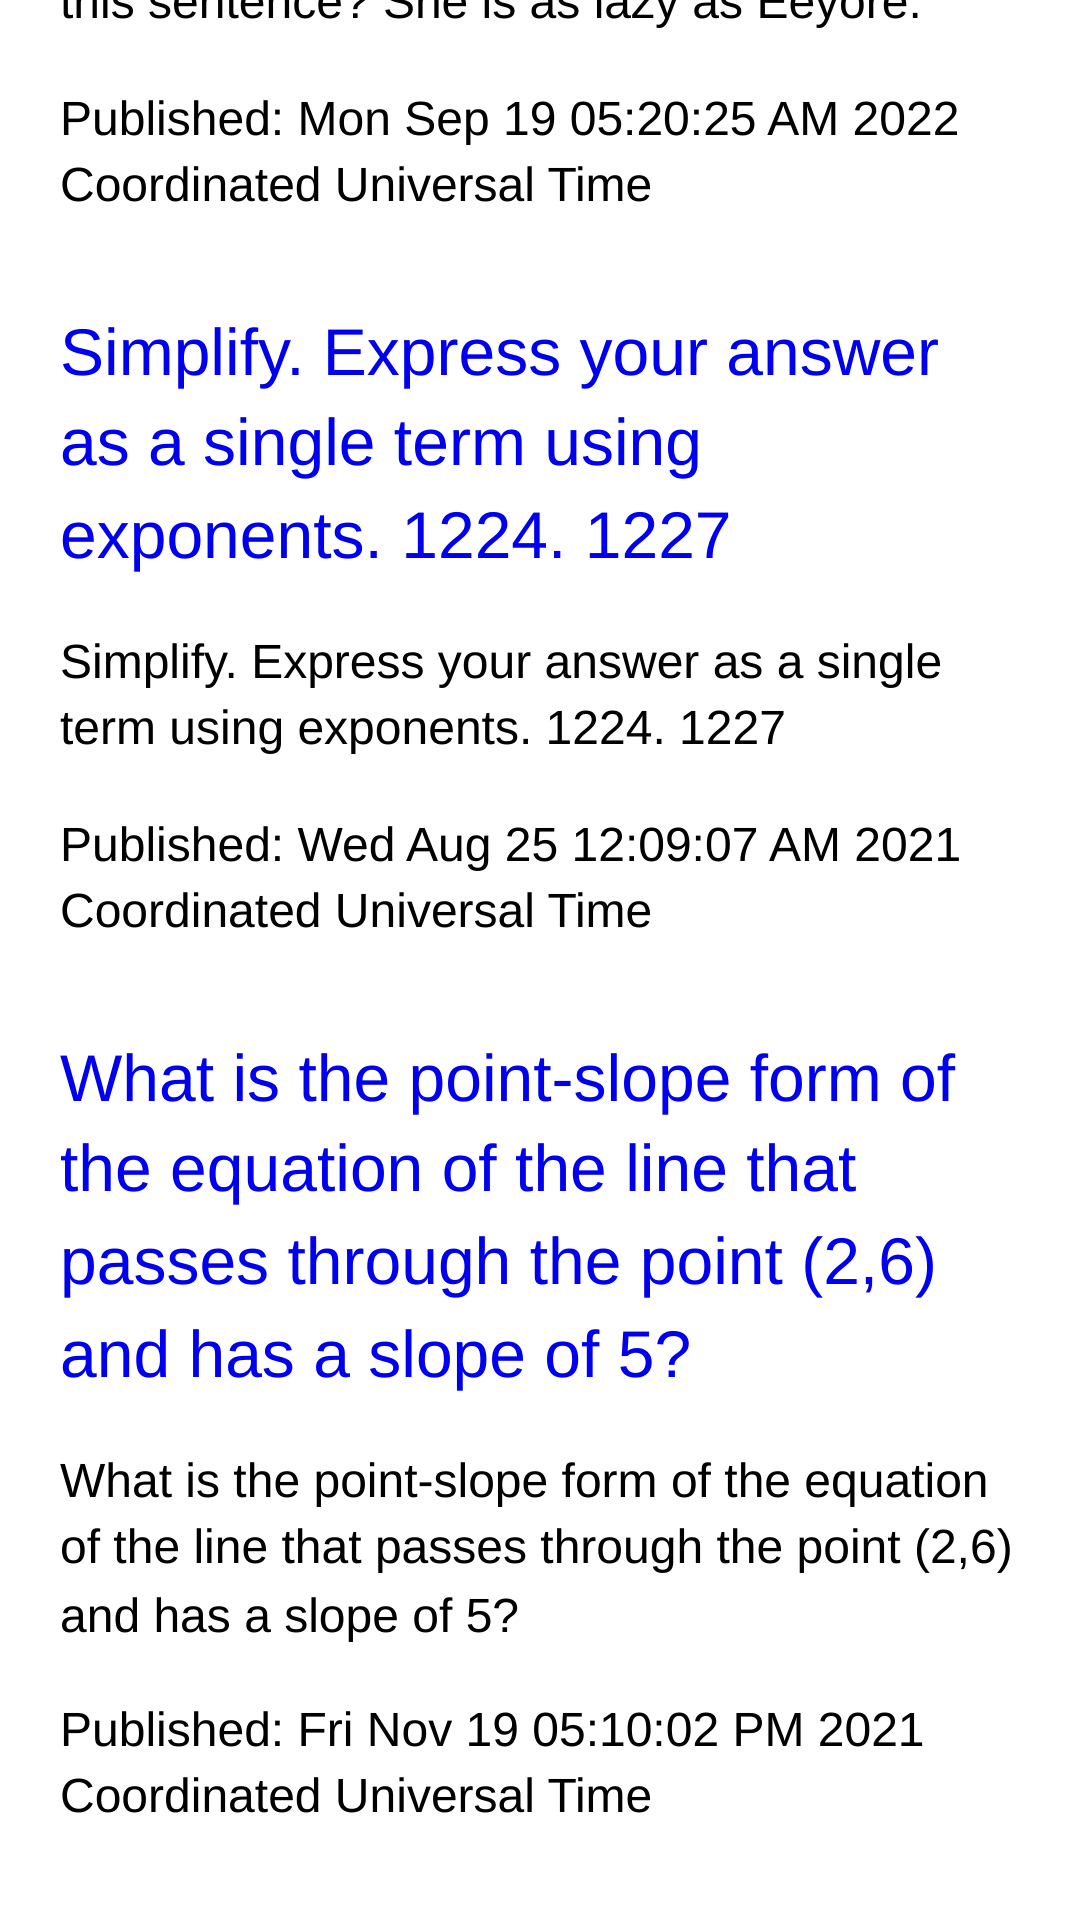 this sentence? She is as lazy as Eeyore.
Published: Mon Sep 19 05:20:25 AM 2022
Coordinated Universal Time
Simplify. Express your answer
as a single term using
exponents. 1224. 1227
Simplify. Express your answer as a single
term using exponents. 1224. 1227
Published: Wed Aug 25 12:09:07 AM 2021
Coordinated Universal Time
What is the point-slope form of
the equation of the line that
passes through the point (2,6)
and has a slope of 5?
What is the point-slope form of the equation
of the line that passes through the point (2,6)
and has a slope of 5?
Published: Fri Nov 19 05:10:02 PM 2021
Coordinated Universal Time